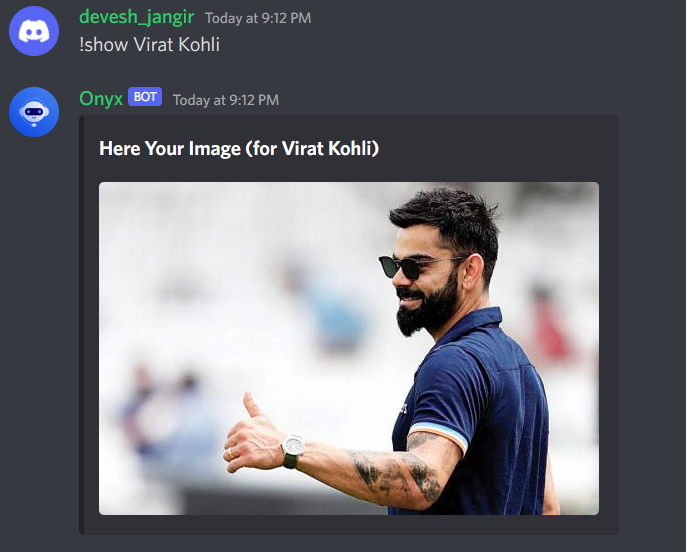 devesh_jangir Today at 9:12 PM
!show Virat Kohli
Onyx BOT Today at 9:12 PM
Here Your Image (for Virat Kohli)